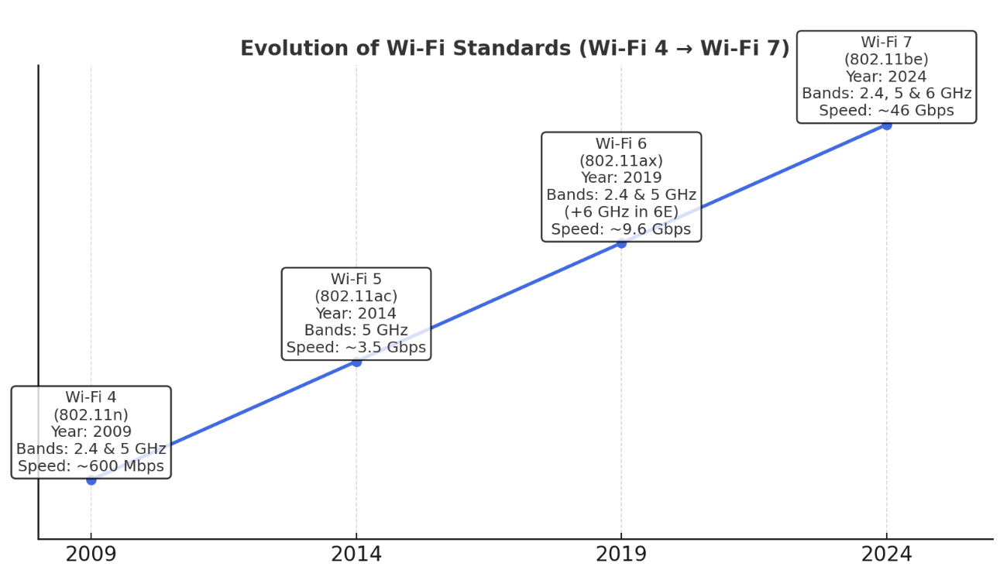 Evolution of Wi-Fi Standards (Wi-Fi 4 → Wi-Fi 7)
Wi-Fi 7
(802.11be)
Year: 2024
Bands: 2.4, 5 & 6 GHz
Speed: ~46 Gbps
Wi-Fi 6
(802.11ax)
Year: 2019
Bands: 2.4 & 5 GHz
(+6 GHz in 6E)
Speed: ~9.6 Gbps
Wi-Fi 5
(802.11ac)
Year: 2014
Bands: 5 GHz
Speed: ~3.5 Gbps
Wi-Fi 4
(802.11n)
Year: 2009
Bands: 2.4 & 5 GHz
Speed: ~600 Mbps
2009
2014
2019
2024